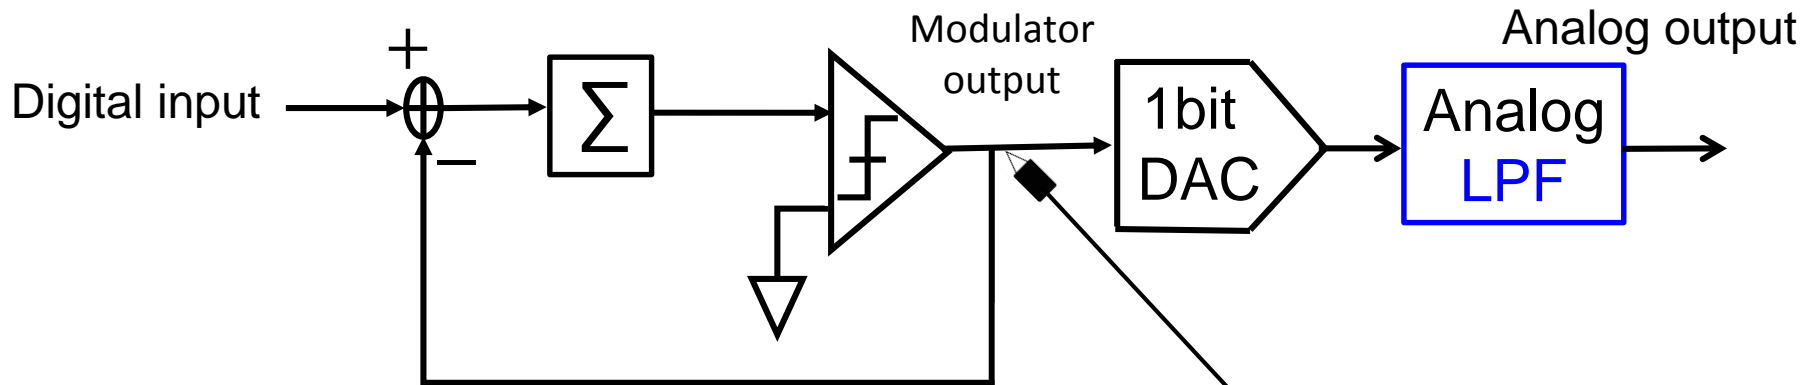 Digital input
+
−
Σ
Modulator
output
1bit
DAC
Analog output
Analog
LPF